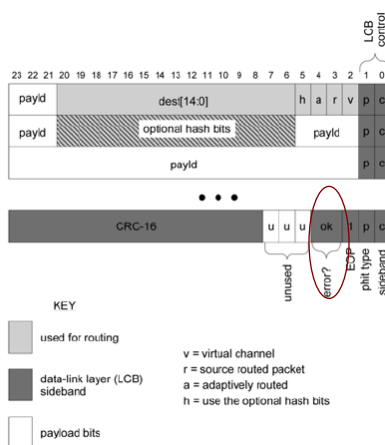 LCB
control
23 22 21 20 19 18 17 16 15 14 13 12 11 10 9 8 7 6 5 4 3 2 1 0
payld dest[14:0] h a r v p c
payld optional hash bits payld p c
payld p c
• • •
CRC-16 u u u ok 1 p c
unused
error?
EOP
phit type
sideband
KEY
used for routing
data-link layer (LCB)
sideband
payload bits
v = virtual channel
r = source routed packet
a = adaptively routed
h = use the optional hash bits